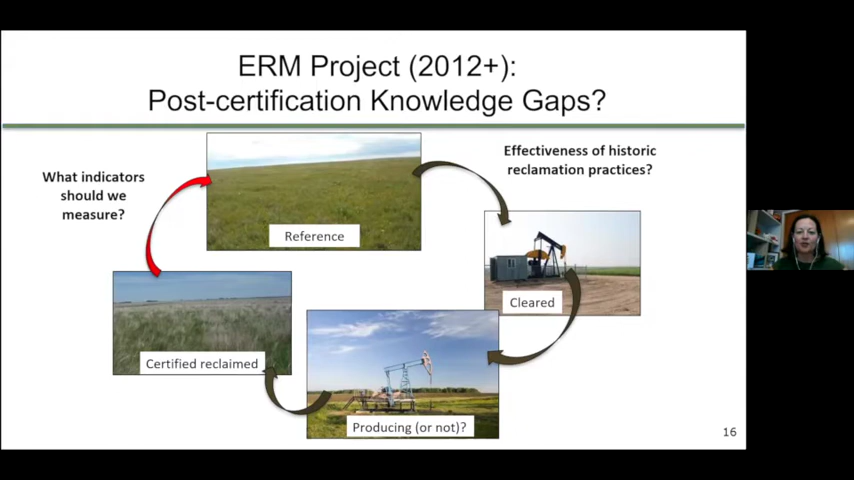 ERM Project (2012+):
Post-certification Knowledge Gaps?
What indicators
should we
measure?
Effectiveness of historic
reclamation practices?
Reference
Cleared
Certified reclaimed
Producing (or not)?
16